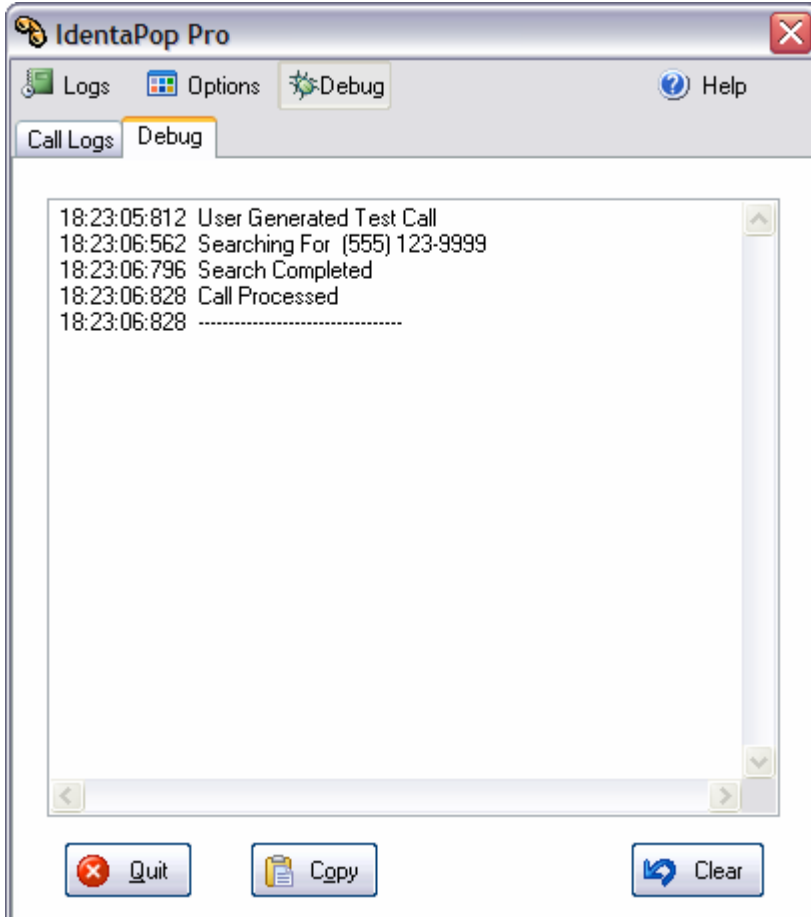 IdentaPop Pro
Logs Options Debug Help
Call Logs Debug
18:23:05:812 User Generated Test Call
18:23:06:562 Searching For (555) 123-9999
18:23:06:796 Search Completed
18:23:06:828 Call Processed
18:23:06:828 ----------------------------------
Quit Copy Clear